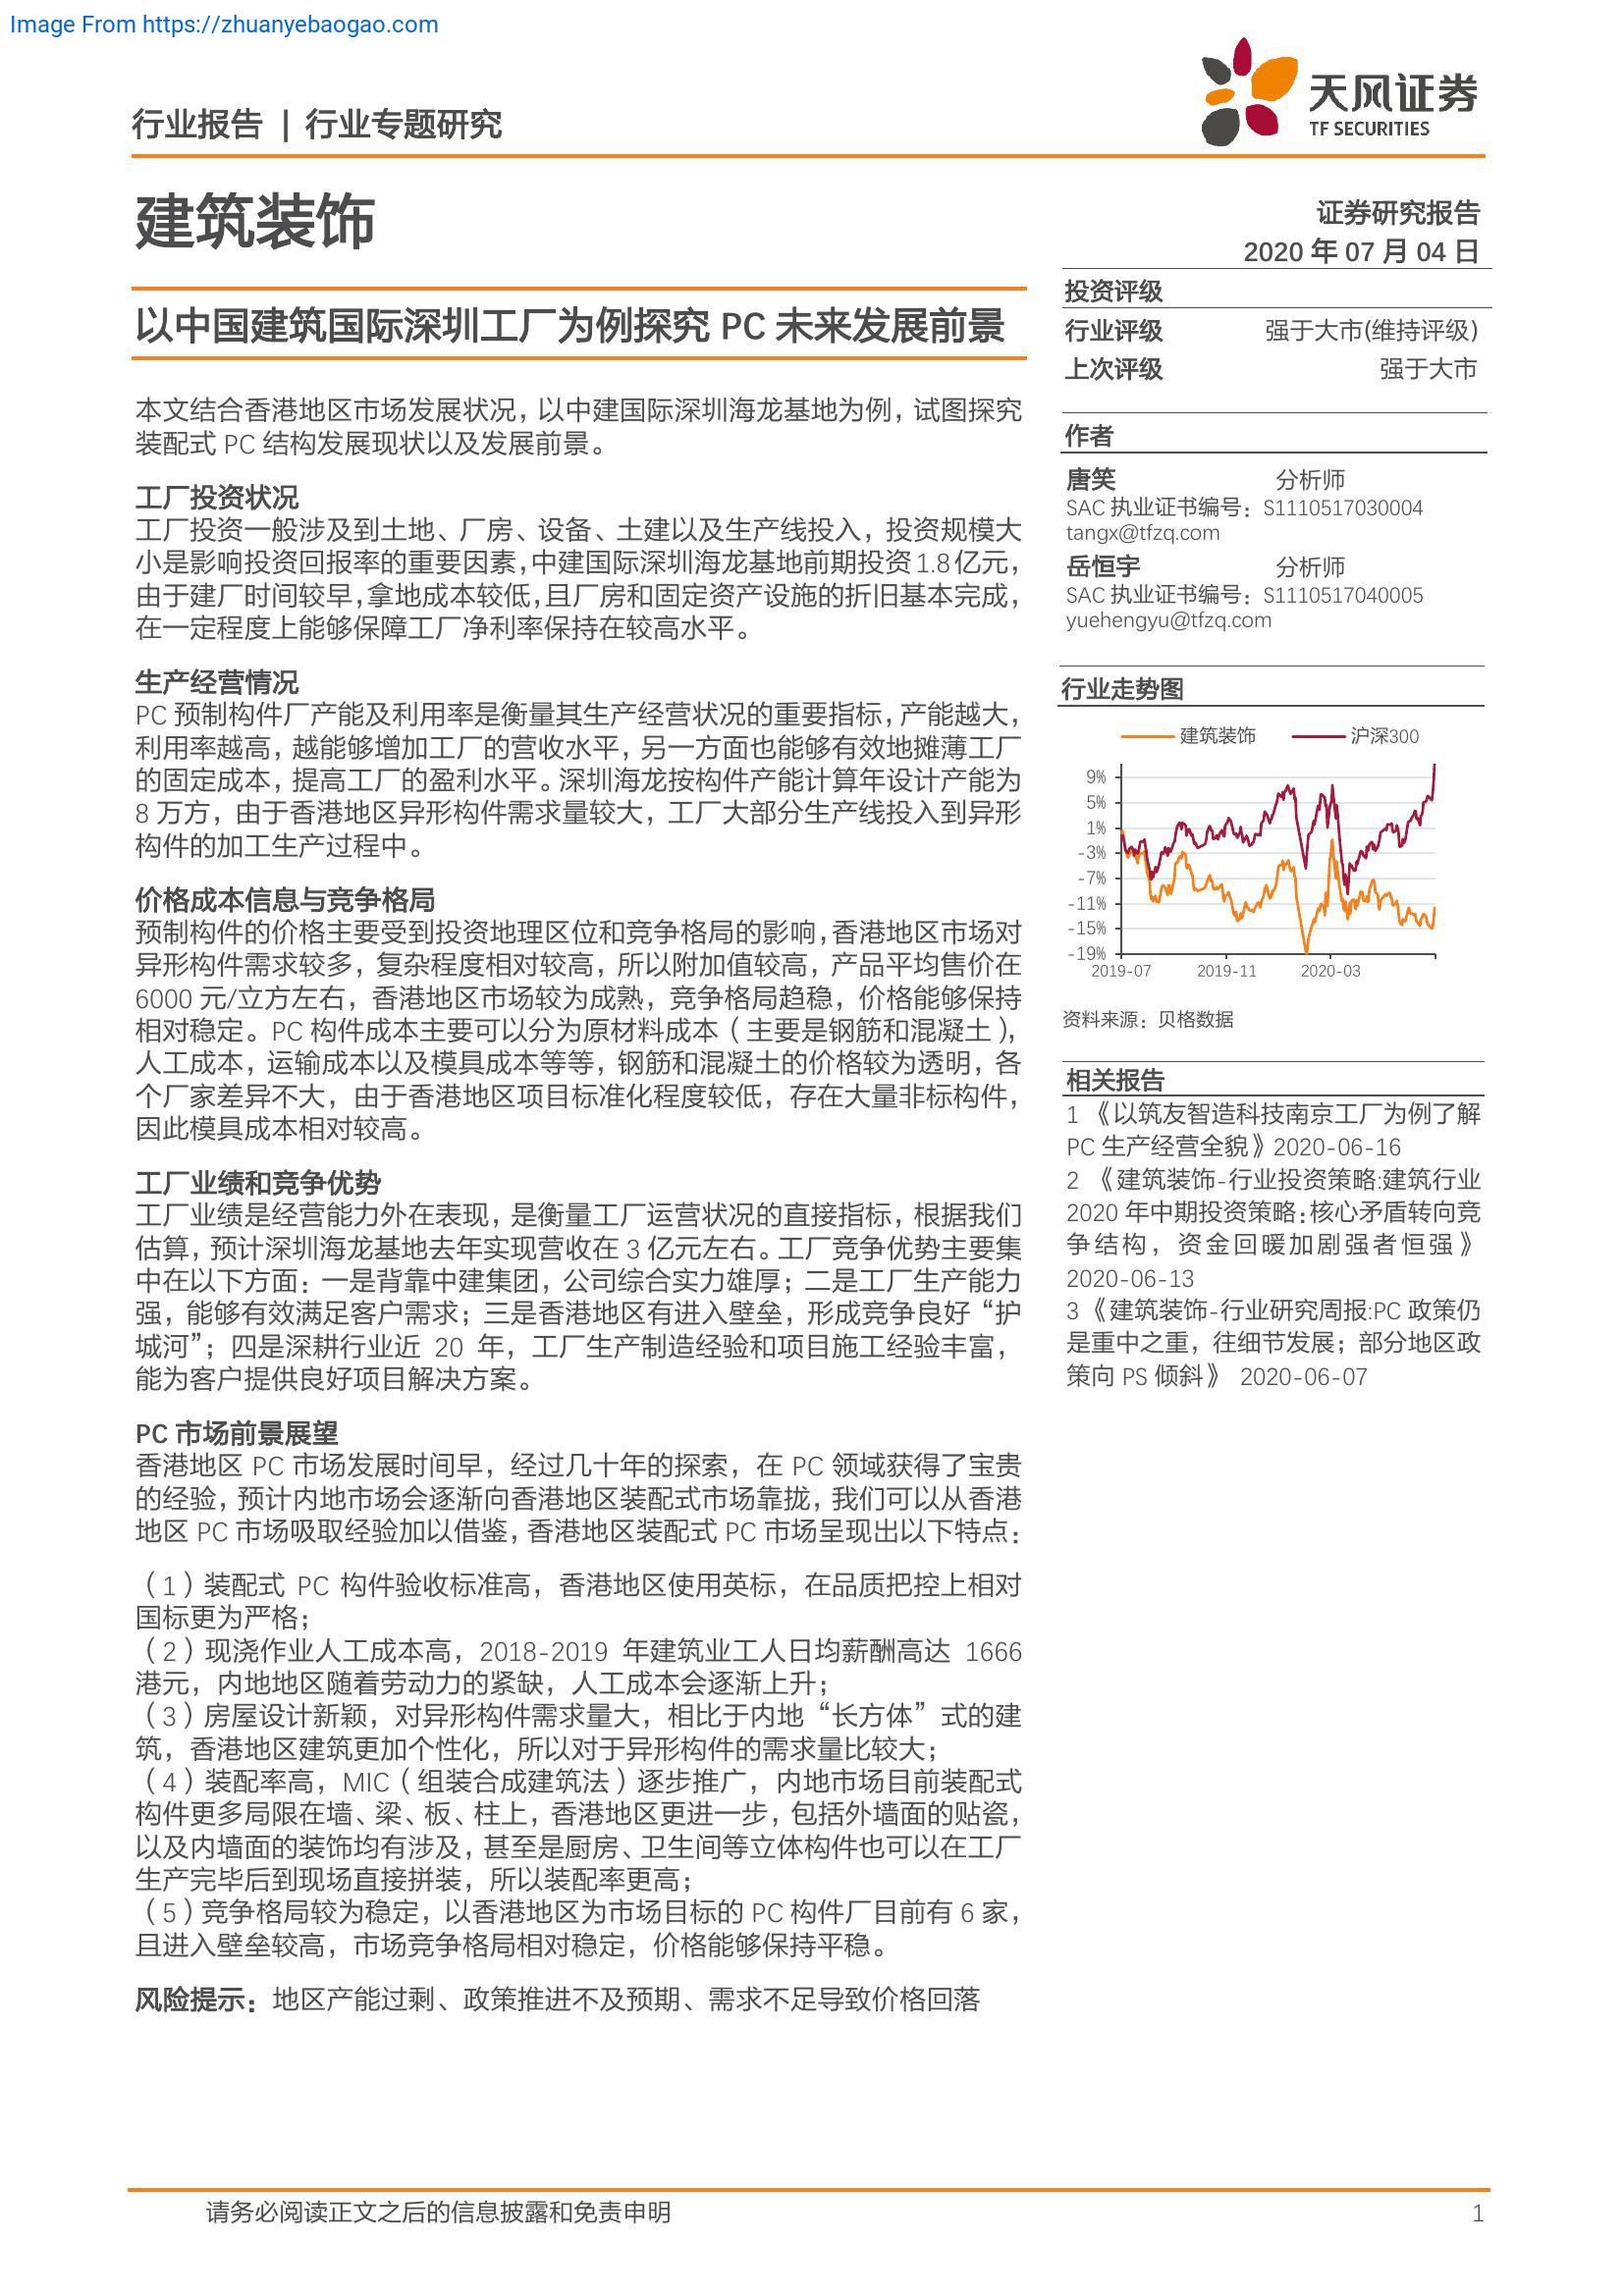 Image From https://zhuanyebaogao.com
行业报告 | 行业专题研究
天风证券
TF SECURITIES
建筑装饰
证券研究报告
2020 年 07 月 04 日
以中国建筑国际深圳工厂为例探究 PC 未来发展前景
本文结合香港地区市场发展状况，以中建国际深圳海龙基地为例，试图探究
装配式 PC 结构发展现状以及发展前景。
工厂投资状况
工厂投资一般涉及到土地、厂房、设备、土建以及生产线投入，投资规模大
小是影响投资回报率的重要因素，中建国际深圳海龙基地前期投资 1.8 亿元，
由于建厂时间较早，拿地成本较低，且厂房和固定资产设施的折旧基本完成，
在一定程度上能够保障工厂净利率保持在较高水平。
生产经营情况
PC 预制构件厂产能及利用率是衡量其生产经营状况的重要指标，产能越大，
利用率越高，越能够增加工厂的营收水平，另一方面也能够有效地摊薄工厂
的固定成本，提高工厂的盈利水平。深圳海龙按构件产能计算年设计产能为
8 万方，由于香港地区异形构件需求量较大，工厂大部分生产线投入到异形
构件的加工生产过程中。
价格成本信息与竞争格局
预制构件的价格主要受到投资地理区位和竞争格局的影响，香港地区市场对
异形构件需求较多，复杂程度相对较高，所以附加值较高，产品平均售价在
6000 元/立方左右，香港地区市场较为成熟，竞争格局趋稳，价格能够保持
相对稳定。PC 构件成本主要可以分为原材料成本（主要是钢筋和混凝土），
人工成本，运输成本以及模具成本等等，钢筋和混凝土的价格较为透明，各
个厂家差异不大，由于香港地区项目标准化程度较低，存在大量非标构件，
因此模具成本相对较高。
工厂业绩和竞争优势
工厂业绩是经营能力外在表现，是衡量工厂运营状况的直接指标，根据我们
估算，预计深圳海龙基地去年实现营收在 3 亿元左右。工厂竞争优势主要集
中在以下方面：一是背靠中建集团，公司综合实力雄厚；二是工厂生产能力
强，能够有效满足客户需求；三是香港地区有进入壁垒，形成竞争良好“护
城河”；四是深耕行业近 20 年，工厂生产制造经验和项目施工经验丰富，
能为客户提供良好项目解决方案。
PC 市场前景展望
香港地区 PC 市场发展时间早，经过几十年的探索，在 PC 领域获得了宝贵
的经验，预计内地市场会逐渐向香港地区装配式市场靠拢，我们可以从香港
地区 PC 市场吸取经验加以借鉴，香港地区装配式 PC 市场呈现出以下特点：
（1）装配式 PC 构件验收标准高，香港地区使用英标，在品质把控上相对
国标更为严格；
（2）现浇作业人工成本高，2018-2019 年建筑业工人日均薪酬高达 1666
港元，内地地区随着劳动力的紧缺，人工成本会逐渐上升；
（3）房屋设计新颖，对异形构件需求量大，相比于内地“长方体”式的建
筑，香港地区建筑更加个性化，所以对于异形构件的需求量比较大；
（4）装配率高，MIC（组装合成建筑法）逐步推广，内地市场目前装配式
构件更多局限在墙、梁、板、柱上，香港地区更进一步，包括外墙面的贴瓷，
以及内墙面的装饰均有涉及，甚至是厨房、卫生间等立体构件也可以在工厂
生产完毕后到现场直接拼装，所以装配率更高；
（5）竞争格局较为稳定，以香港地区为市场目标的 PC 构件厂目前有 6 家，
且进入壁垒较高，市场竞争格局相对稳定，价格能够保持平稳。
风险提示：地区产能过剩、政策推进不及预期、需求不足导致价格回落
投资评级
行业评级 强于大市(维持评级)
上次评级 强于大市
作者
唐笑 分析师
SAC 执业证书编号：S1110517030004
tangx@tfzq.com
岳恒宇 分析师
SAC 执业证书编号：S1110517040005
yuehengyu@tfzq.com
行业走势图
建筑装饰 沪深300
9%
5%
1%
-3%
-7%
-11%
-15%
-19%
2019-07 2019-11 2020-03
资料来源：贝格数据
相关报告
1 《以筑友智造科技南京工厂为例了解
PC 生产经营全貌》2020-06-16
2 《建筑装饰-行业投资策略:建筑行业
2020 年中期投资策略:核心矛盾转向竞
争结构，资金回暖加剧强者恒强》
2020-06-13
3 《建筑装饰-行业研究周报:PC 政策仍
是重中之重，往细节发展；部分地区政
策向 PS 倾斜》 2020-06-07
请务必阅读正文之后的信息披露和免责申明 1